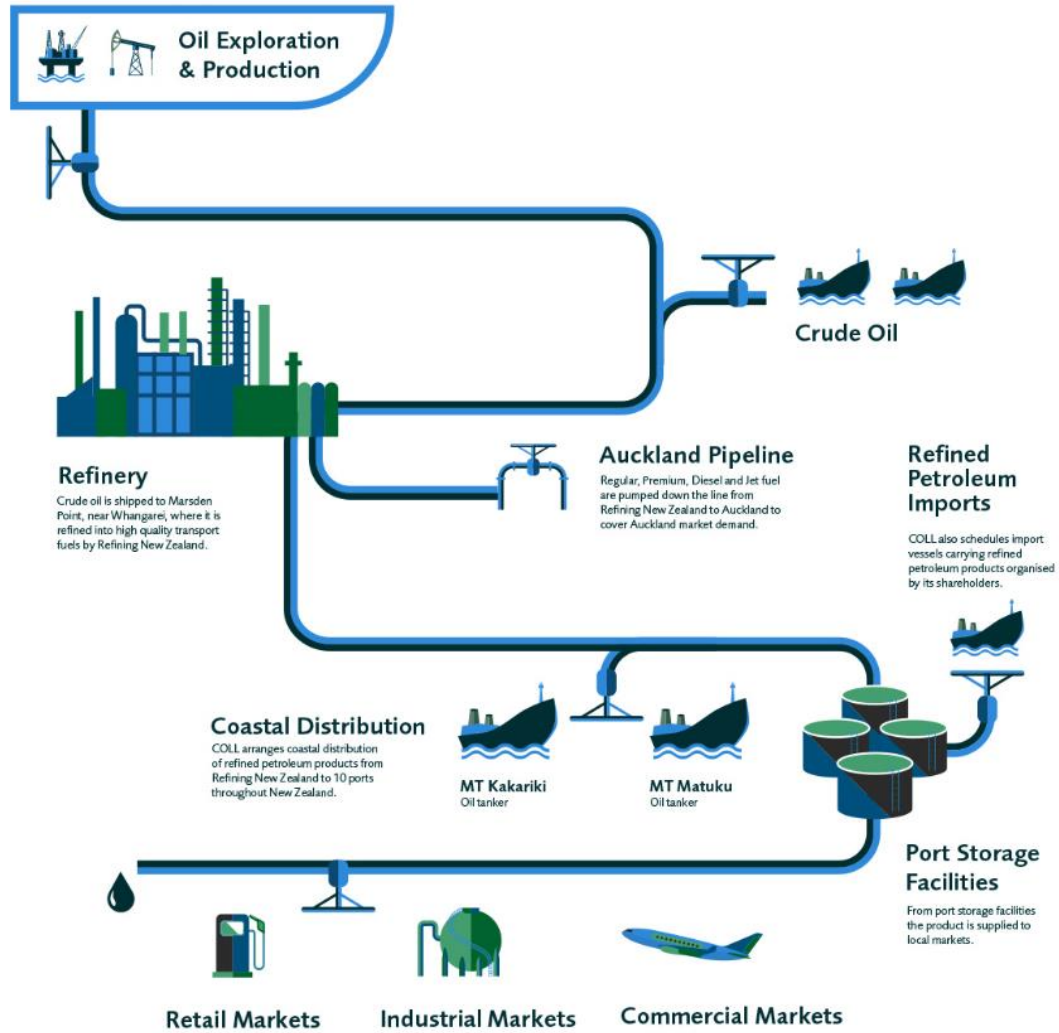 Oil Exploration
& Production
Crude Oil
Refinery
Crude oil is shipped to Marsden
Point, near Whangarei, where it is
refined into high quality transport
fuels by Refining New Zealand.
Auckland Pipeline
Regular, Premium, Diesel and Jet fuel
are pumped down the line from
Refining New Zealand to Auckland to
cover Auckland market demand.
Refined
Petroleum
Imports
COLL also schedules import
vessels carrying refined
petroleum products organised
by its shareholders.
Coastal Distribution
COLL arranges coastal distribution
of refined petroleum products from
Refining New Zealand to 10 ports
throughout New Zealand.
MT Kakariki
Oil tanker
MT Matuku
Oil tanker
Port Storage
Facilities
From port storage facilities
the product is supplied to
local markets.
Retail Markets
Industrial Markets
Commercial Markets